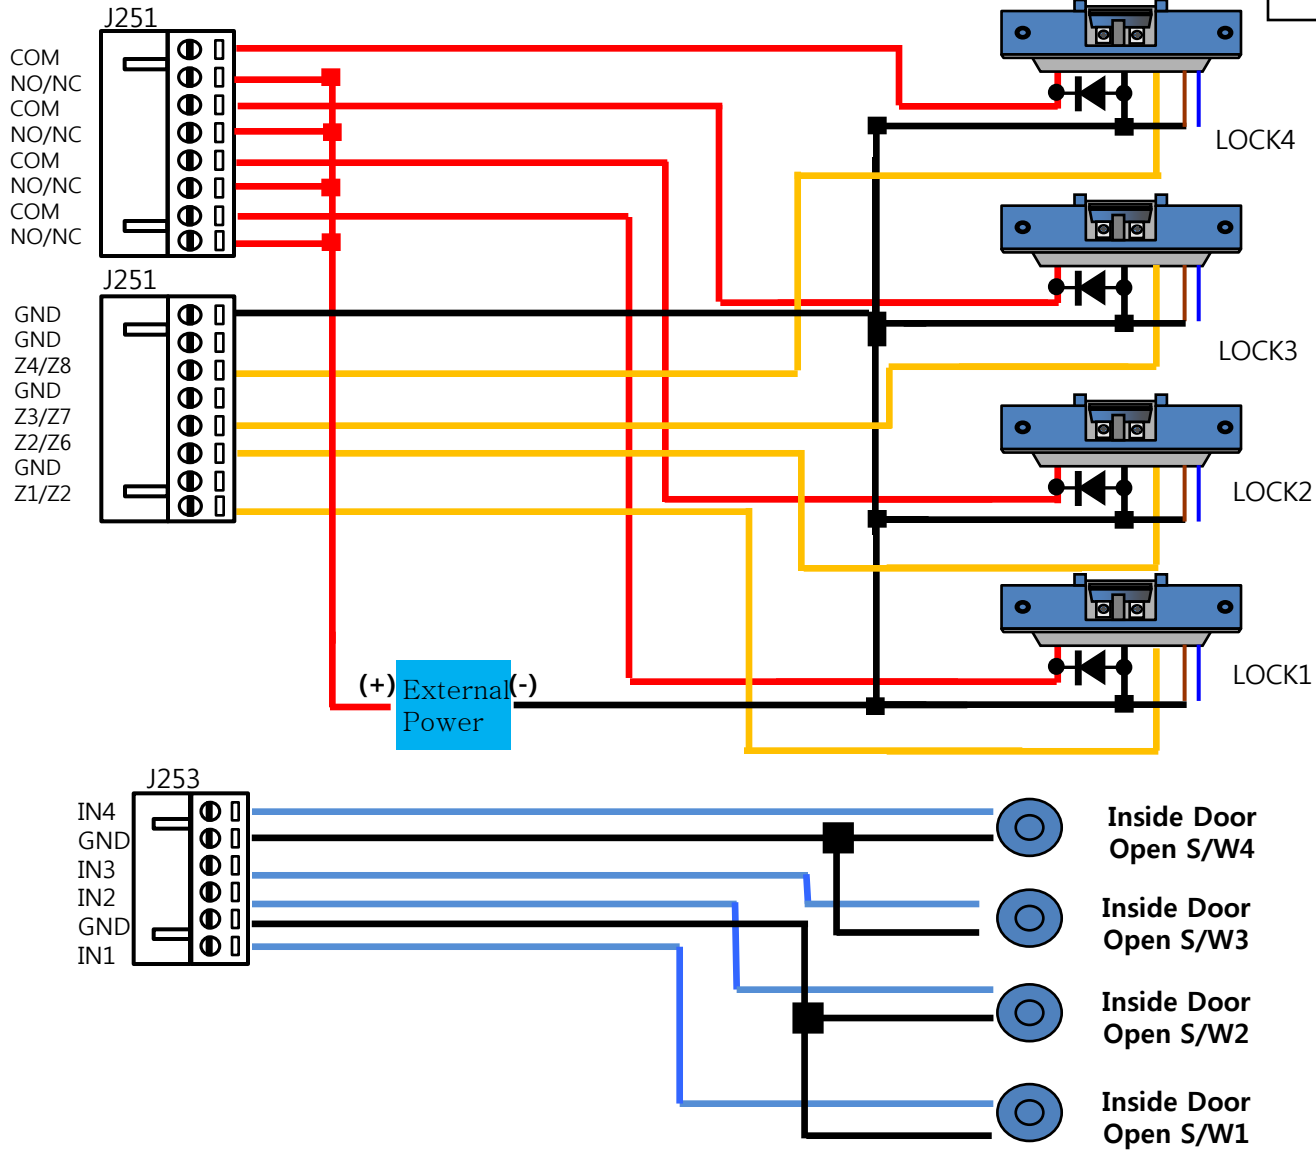 J251
COM
NO/NC
COM
NO/NC
COM
NO/NC
COM
NO/NC
LOCK4
J251
GND
GND
Z4/Z8
GND
Z3/Z7
Z2/Z6
GND
Z1/Z2
LOCK3
LOCK2
LOCK1
(+)
External
Power
(-)
J253
IN4
GND
IN3
IN2
GND
IN1
Inside Door
Open S/W4
Inside Door
Open S/W3
Inside Door
Open S/W2
Inside Door
Open S/W1